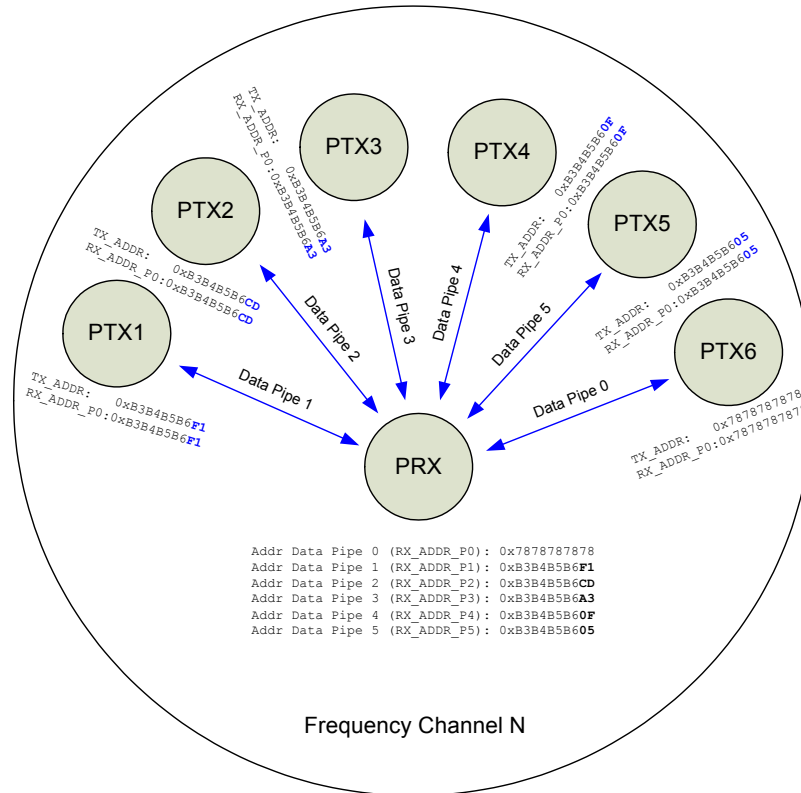 PTX3
PTX4
PTX2
PTX5
PTX1
PTX6
TX_ADDR: 0xB3B4B5B6A3
RX_ADDR_P0:0xB3B4B5B6A3
TX_ADDR: 0xB3B4B5B60F
RX_ADDR_P0:0xB3B4B5B60F
TX_ADDR: 0xB3B4B5B6CD
RX_ADDR_P0:0xB3B4B5B6CD
TX_ADDR: 0xB3B4B5B605
RX_ADDR_P0:0xB3B4B5B605
TX_ADDR: 0xB3B4B5B6F1
RX_ADDR_P0:0xB3B4B5B6F1
TX_ADDR:
RX_ADDR_P0:
Data Pipe 1
Data Pipe 2
Data Pipe 3
Data Pipe 4
Data Pipe 5
Data Pipe 0
PRX
Addr Data Pipe 0 (RX_ADDR_P0): 0x7878787878
Addr Data Pipe 1 (RX_ADDR_P1): 0xB3B4B5B6F1
Addr Data Pipe 2 (RX_ADDR_P2): 0xB3B4B5B6CD
Addr Data Pipe 3 (RX_ADDR_P3): 0xB3B4B5B6A3
Addr Data Pipe 4 (RX_ADDR_P4): 0xB3B4B5B60F
Addr Data Pipe 5 (RX_ADDR_P5): 0xB3B4B5B605
Frequency Channel N